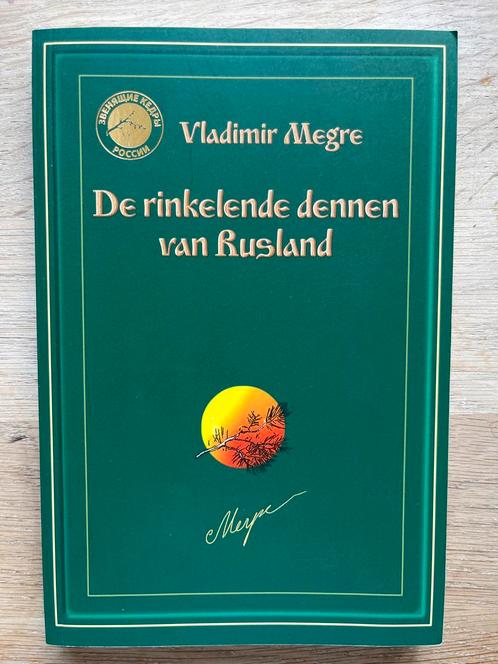 ЗВЕНЯЩИЕ КЕДРЫ
РОССИИ
Vladimir Megre
De rinkelende dennen
van Rusland
Мегре